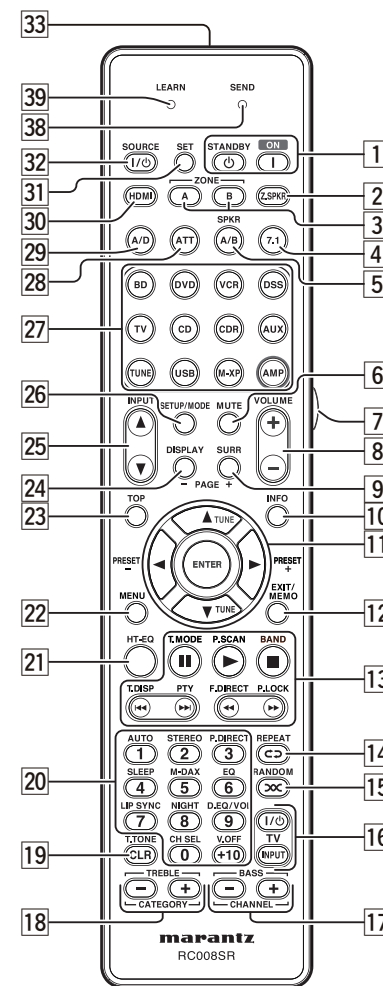 33
39 LEARN SEND
38
32 SOURCE SET STANDBY ON 1
31 ZONE
30 HDMI A B Z.SPKR 2
3
SPKR
29 A/D ATT A/B 7.1 4
28 5
BD DVD VCR DSS
27 TV CD CDR AUX
TUNE USB M-XP AMP
26 INPUT SETUP/MODE MUTE VOLUME 6
+ 7
25 8
24 DISPLAY SURR − 9
− PAGE +
23 TOP INFO 10
TUNE 11
PRESET − ENTER PRESET +
TUNE
22 MENU EXIT/MEMO 12
21 HT-EQ T.MODE P.SCAN BAND
13
T.DISP PTY F.DIRECT P.LOCK
AUTO STEREO P.DIRECT REPEAT
1 2 3 14
20 SLEEP M-DAX EQ RANDOM
4 5 6 15
LIP SYNC NIGHT D.EQ/VOL
7 8 9 16
T.TONE CH SEL V.OFF TV
19 CLR 0 +10 INPUT
TREBLE BASS
18 − + − + 17
CATEGORY CHANNEL
marantz
RC008SR